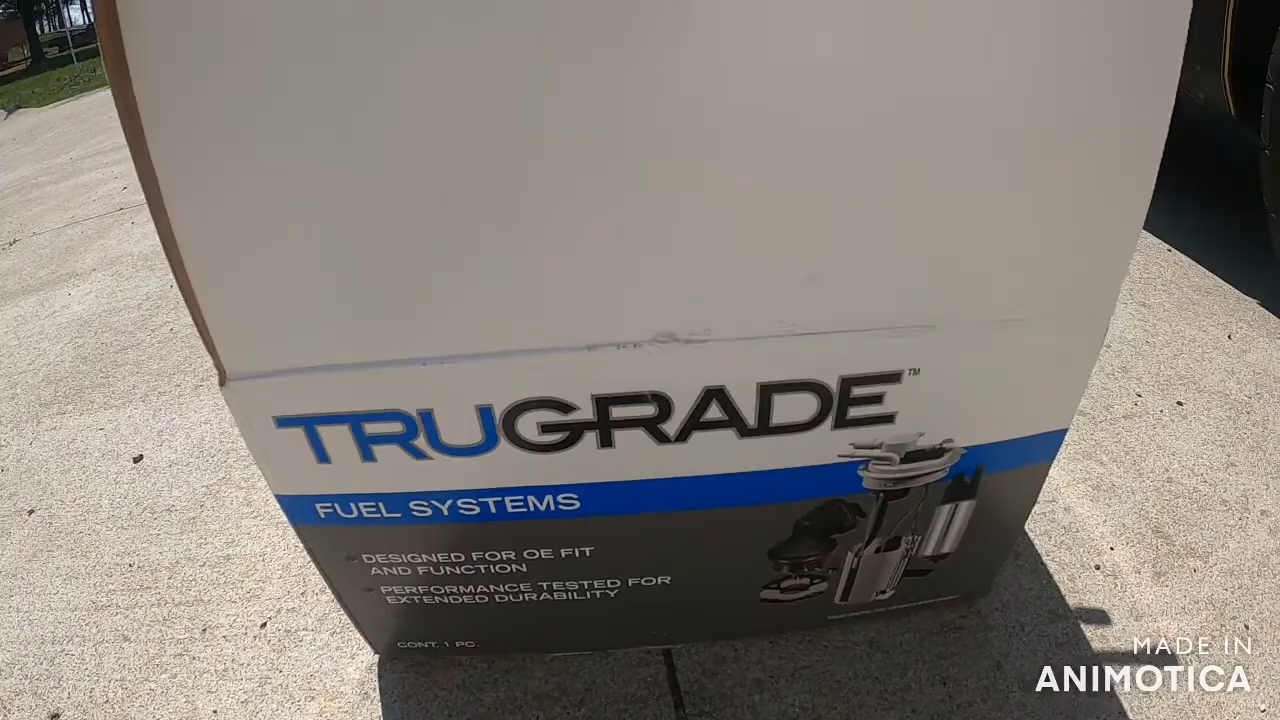 TRUGRADE™
FUEL SYSTEMS
DESIGNED FOR OE FIT
AND FUNCTION
PERFORMANCE TESTED FOR
EXTENDED DURABILITY
CONT. 1 PC.
MADE IN
ANIMOTICA